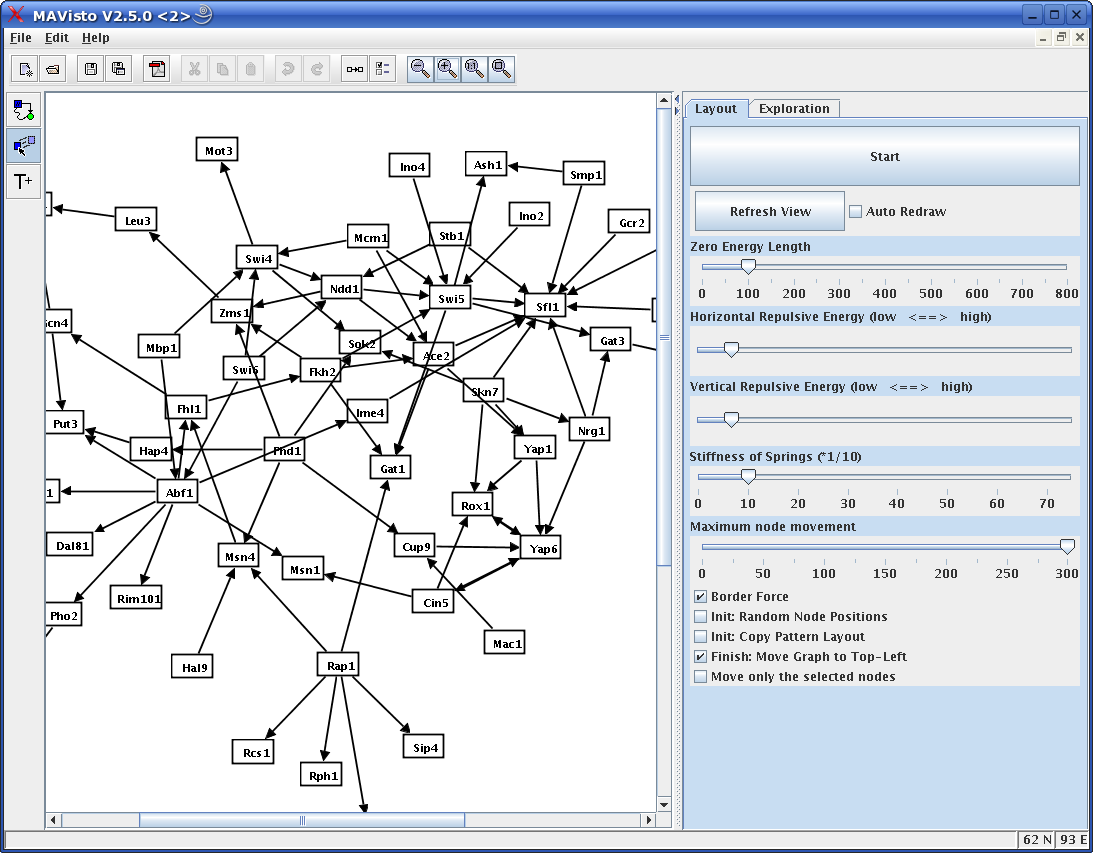 MAVisto V2.5.0 <2>
File Edit Help
T+
Layout Exploration
Start
Refresh View Auto Redraw
Zero Energy Length
0 100 200 300 400 500 600 700 800
Horizontal Repulsive Energy (low <==> high)
Vertical Repulsive Energy (low <==> high)
Stiffness of Springs (*1/10)
0 10 20 30 40 50 60 70
Maximum node movement
0 50 100 150 200 250 300
Border Force
Init: Random Node Positions
Init: Copy Pattern Layout
Finish: Move Graph to Top-Left
Move only the selected nodes
Mot3
Ino4
Ash1
Smp1
Leu3
Ino2
Gcr2
Mcm1
Stb1
Swi4
Ndd1
Swi5
Sfl1
Zms1
Gcn4
Mbp1
Sok2
Ace2
Gat3
Swi6
Fkh2
Skn7
Fhl1
Ime4
Put3
Nrg1
Hap4
Phd1
Yap1
Gat1
1
Abf1
Rox1
Dal81
Msn4
Cup9
Yap6
Msn1
Rim101
Cin5
Pho2
Mac1
Hal9
Rap1
Rcs1
Sip4
Rph1
62 N 93 E